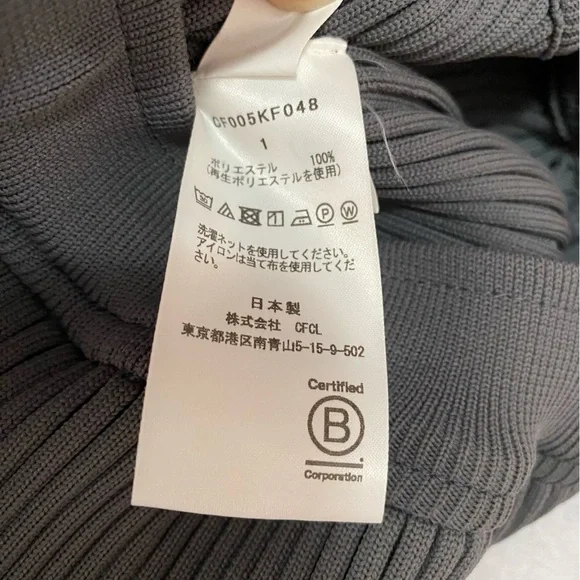 CF005KF048
1
ポリエステル 100%
(再生ポリエステルを使用)
P W
洗濯ネットを使用してください。
アイロンは当て布を使用してくだ
さい。
日本製
株式会社 CFCL
東京都港区南青山5-15-9-502
Certified
B
Corporation